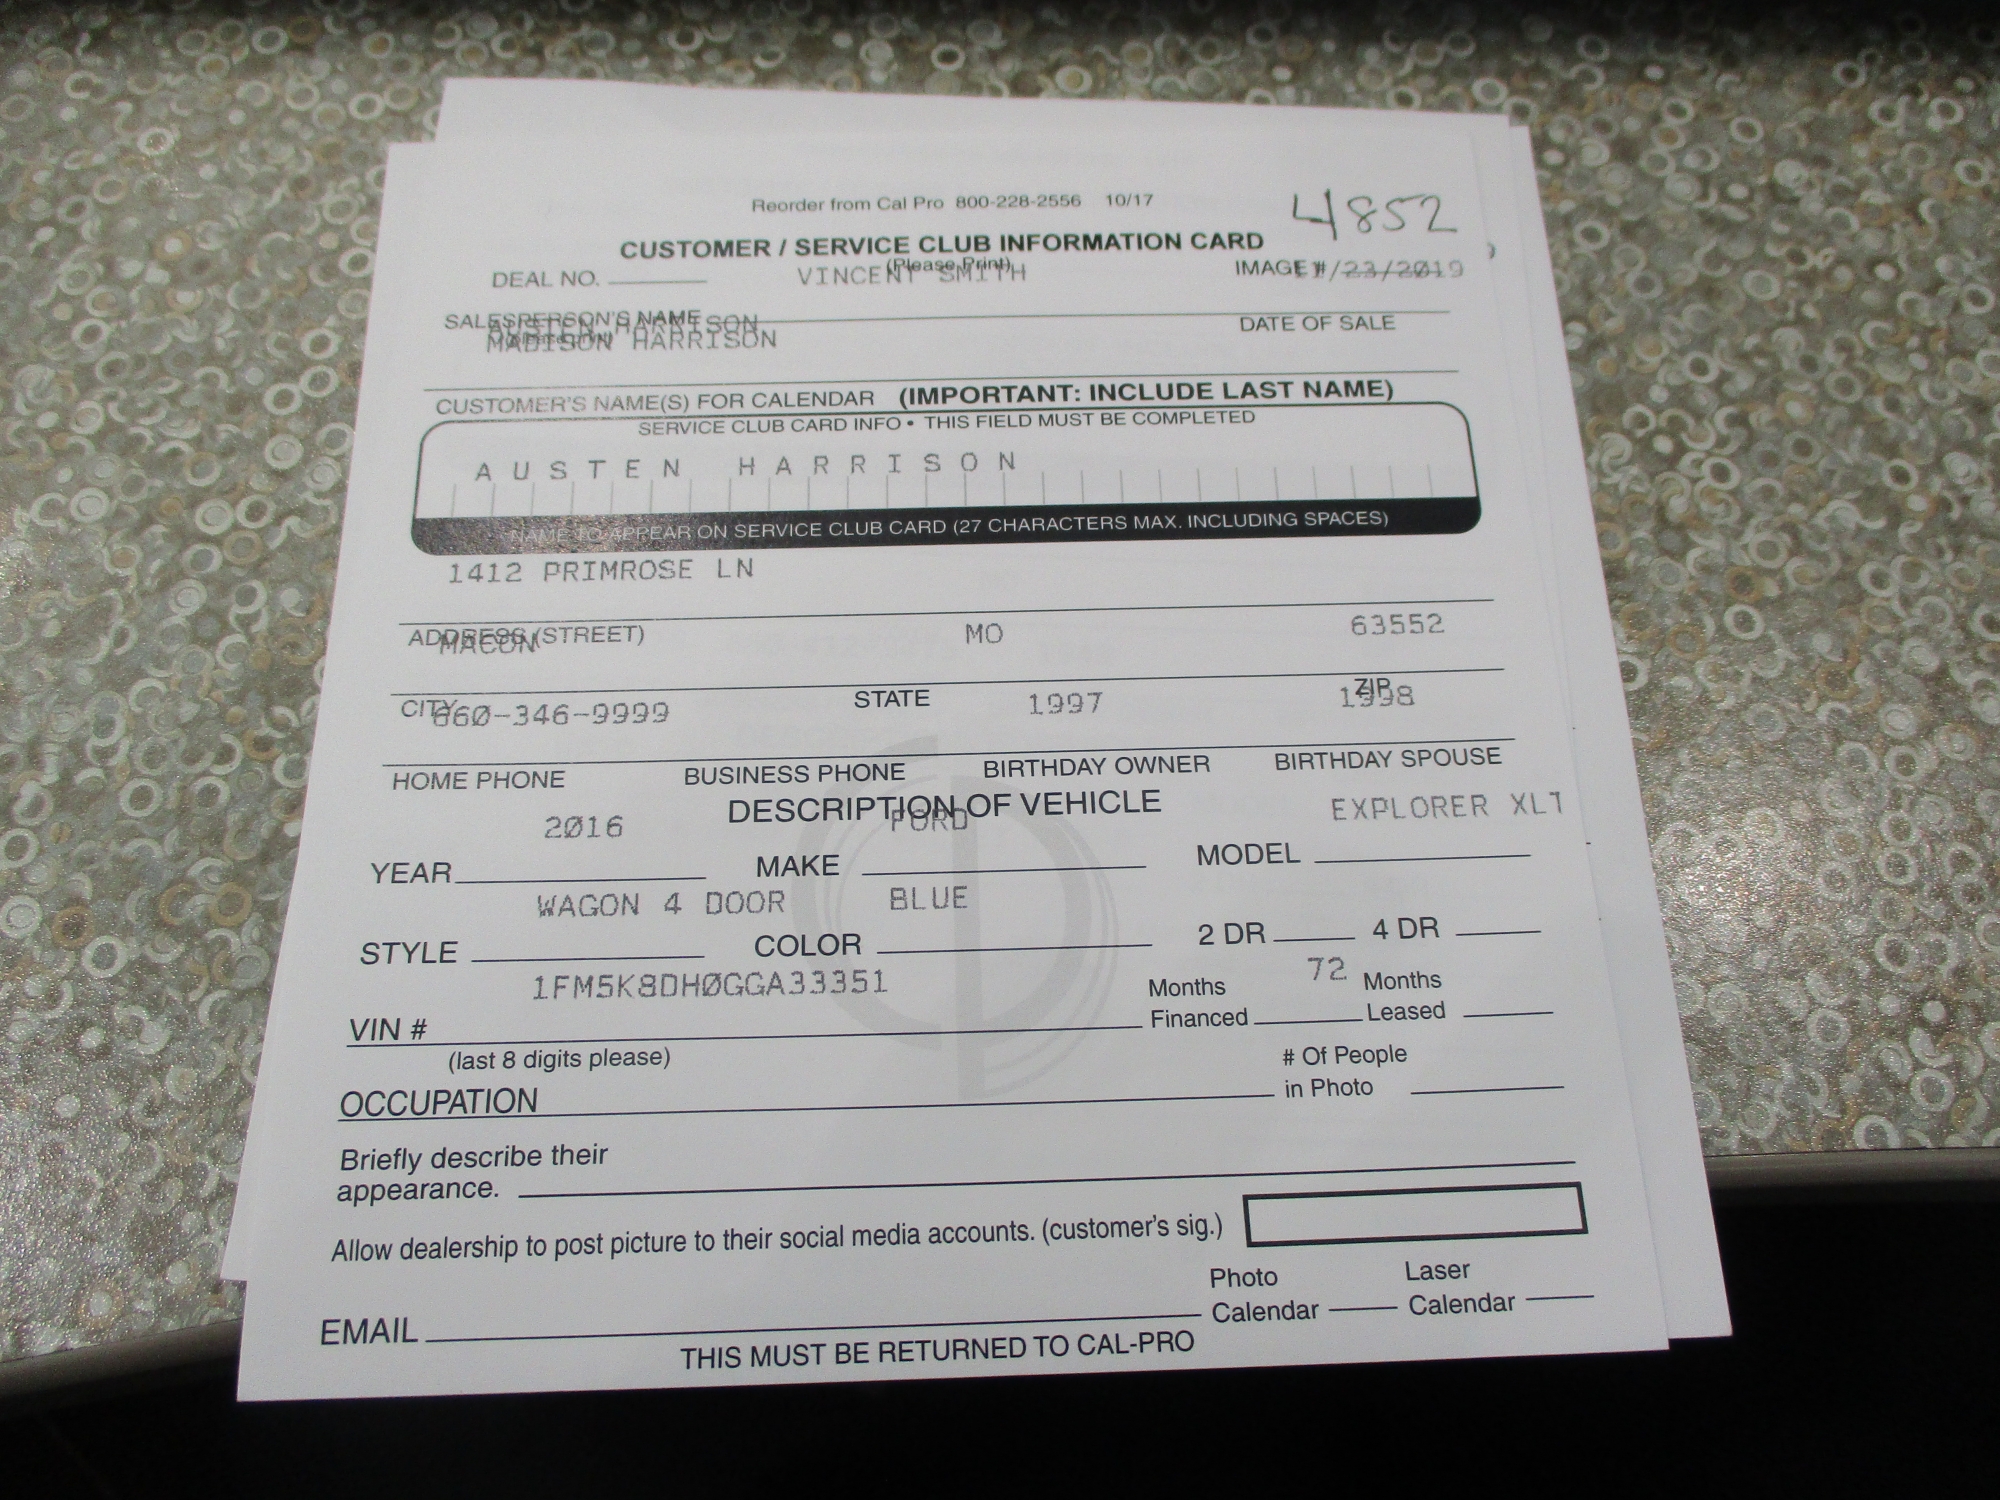 Reorder from Cal Pro 800-228-2556 10/17
4852
CUSTOMER / SERVICE CLUB INFORMATION CARD
(Please Print)
DEAL NO. VINCENT SMITH IMAGE # /23/2019
SALESPERSON'S NAME DATE OF SALE
AUSTEN HARRISON
MADISON HARRISON
CUSTOMER'S NAME(S) FOR CALENDAR (IMPORTANT: INCLUDE LAST NAME)
SERVICE CLUB CARD INFO • THIS FIELD MUST BE COMPLETED
AUSTEN HARRISON
NAME TO APPEAR ON SERVICE CLUB CARD (27 CHARACTERS MAX. INCLUDING SPACES)
1412 PRIMROSE LN
ADDRESS (STREET)
MACON MO 63552
CITY STATE ZIP
660-346-9999 1997 1998
HOME PHONE BUSINESS PHONE BIRTHDAY OWNER BIRTHDAY SPOUSE
DESCRIPTION OF VEHICLE
2016 FORD EXPLORER XLT
YEAR MAKE MODEL
WAGON 4 DOOR BLUE
STYLE COLOR 2 DR 4 DR
1FM5K8DH0GGA33351 72
VIN # Months Financed Months Leased
(last 8 digits please)
OCCUPATION # Of People in Photo
Briefly describe their
appearance.
Allow dealership to post picture to their social media accounts. (customer's sig.)
EMAIL Photo Calendar Laser Calendar
THIS MUST BE RETURNED TO CAL-PRO